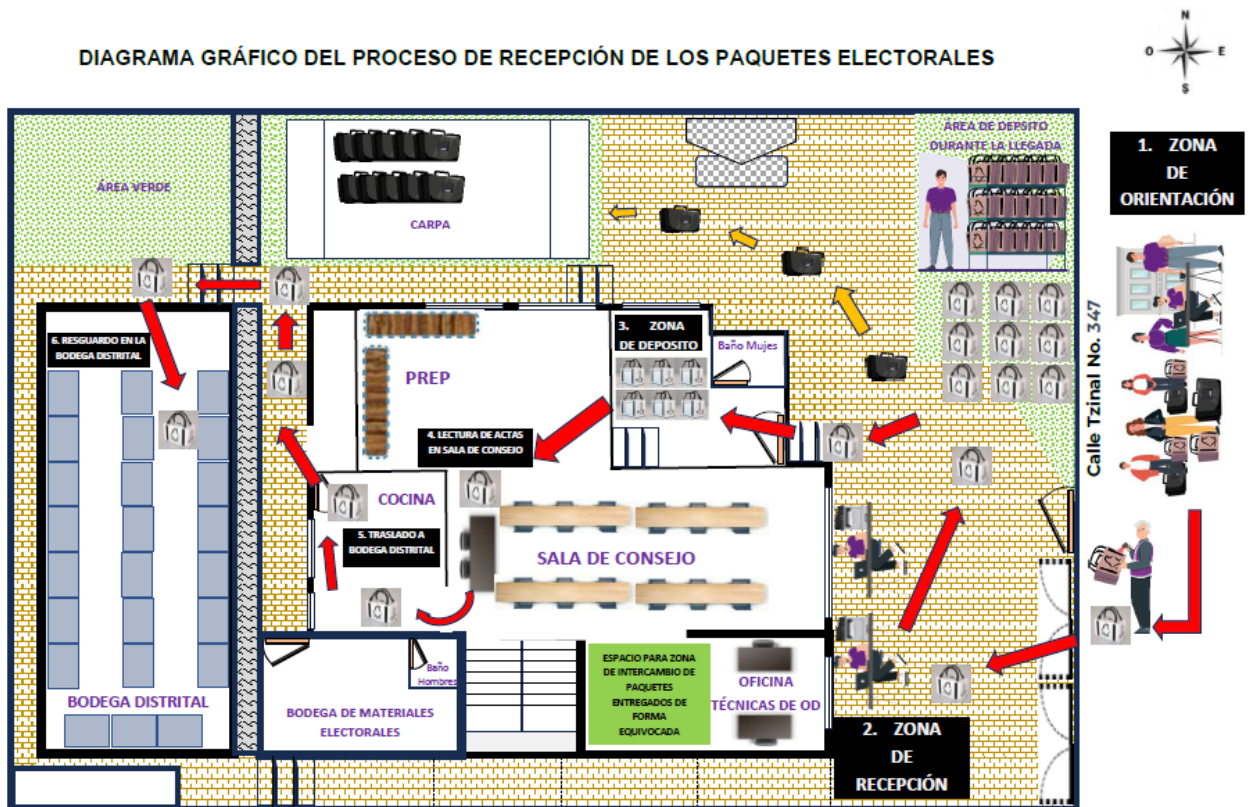 DIAGRAMA GRÁFICO DEL PROCESO DE RECEPCIÓN DE LOS PAQUETES ELECTORALES
N
O
E
S
ÁREA VERDE
CARPA
ÁREA DE DEPSITO
DURANTE LA LLEGADA
1. ZONA
DE
ORIENTACIÓN
Calle Tzinal No. 347
6. RESGUARDO EN LA
BODEGA DISTRITAL
PREP
3. ZONA
DE DEPOSITO
Baño Mujes
4. LECTURA DE ACTAS
EN SALA DE CONSEJO
COCINA
5. TRASLADO A
BODEGA DISTRITAL
SALA DE CONSEJO
BODEGA DISTRITAL
Baño
Hombres
BODEGA DE MATERIALES
ELECTORALES
ESPACIO PARA ZONA
DE INTERCAMBIO DE
PAQUETES
ENTREGADOS DE
FORMA
EQUIVOCADA
OFICINA
TÉCNICAS DE OD
2. ZONA
DE
RECEPCIÓN